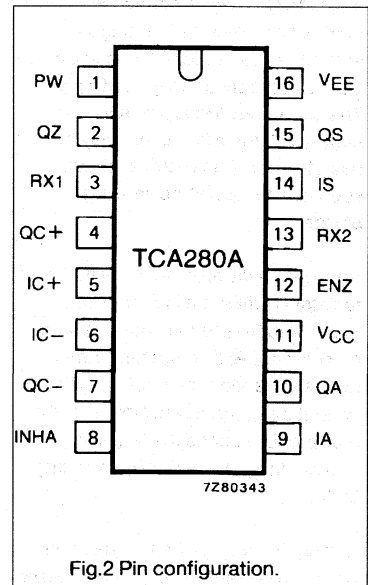 PW 1 16 VEE
QZ 2 15 QS
RX1 3 14 IS
QC+ 4 13 RX2
TCA280A
IC+ 5 12 ENZ
IC− 6 11 VCC
QC− 7 10 QA
INHA 8 9 IA
7Z80343
Fig.2 Pin configuration.